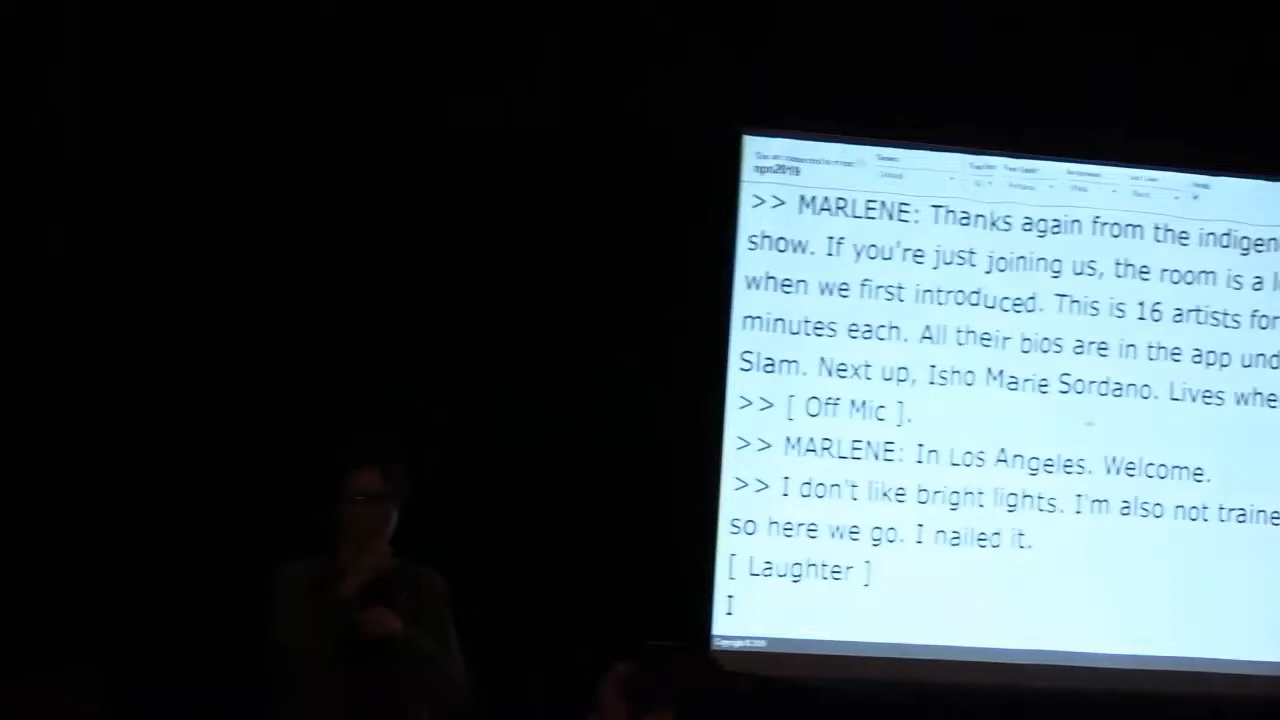 npn2019
>> MARLENE: Thanks again from the indigen
show. If you're just joining us, the room is a l
when we first introduced. This is 16 artists for
minutes each. All their bios are in the app und
Slam. Next up, Isho Marie Sordano. Lives whe
>> [ Off Mic ].
>> MARLENE: In Los Angeles. Welcome.
>> I don't like bright lights. I'm also not traine
so here we go. I nailed it.
[ Laughter ]
I